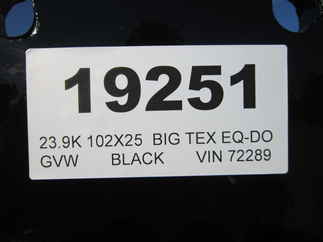 19251
23.9K 102X25 BIG TEX EQ-DO
GVW BLACK VIN 72289